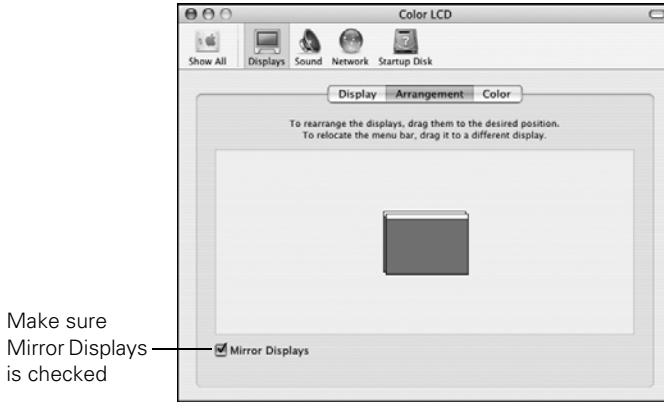 Color LCD
Show All Displays Sound Network Startup Disk
Display Arrangement Color
To rearrange the displays, drag them to the desired position.
To relocate the menu bar, drag it to a different display.
Make sure
Mirror Displays
is checked
Mirror Displays